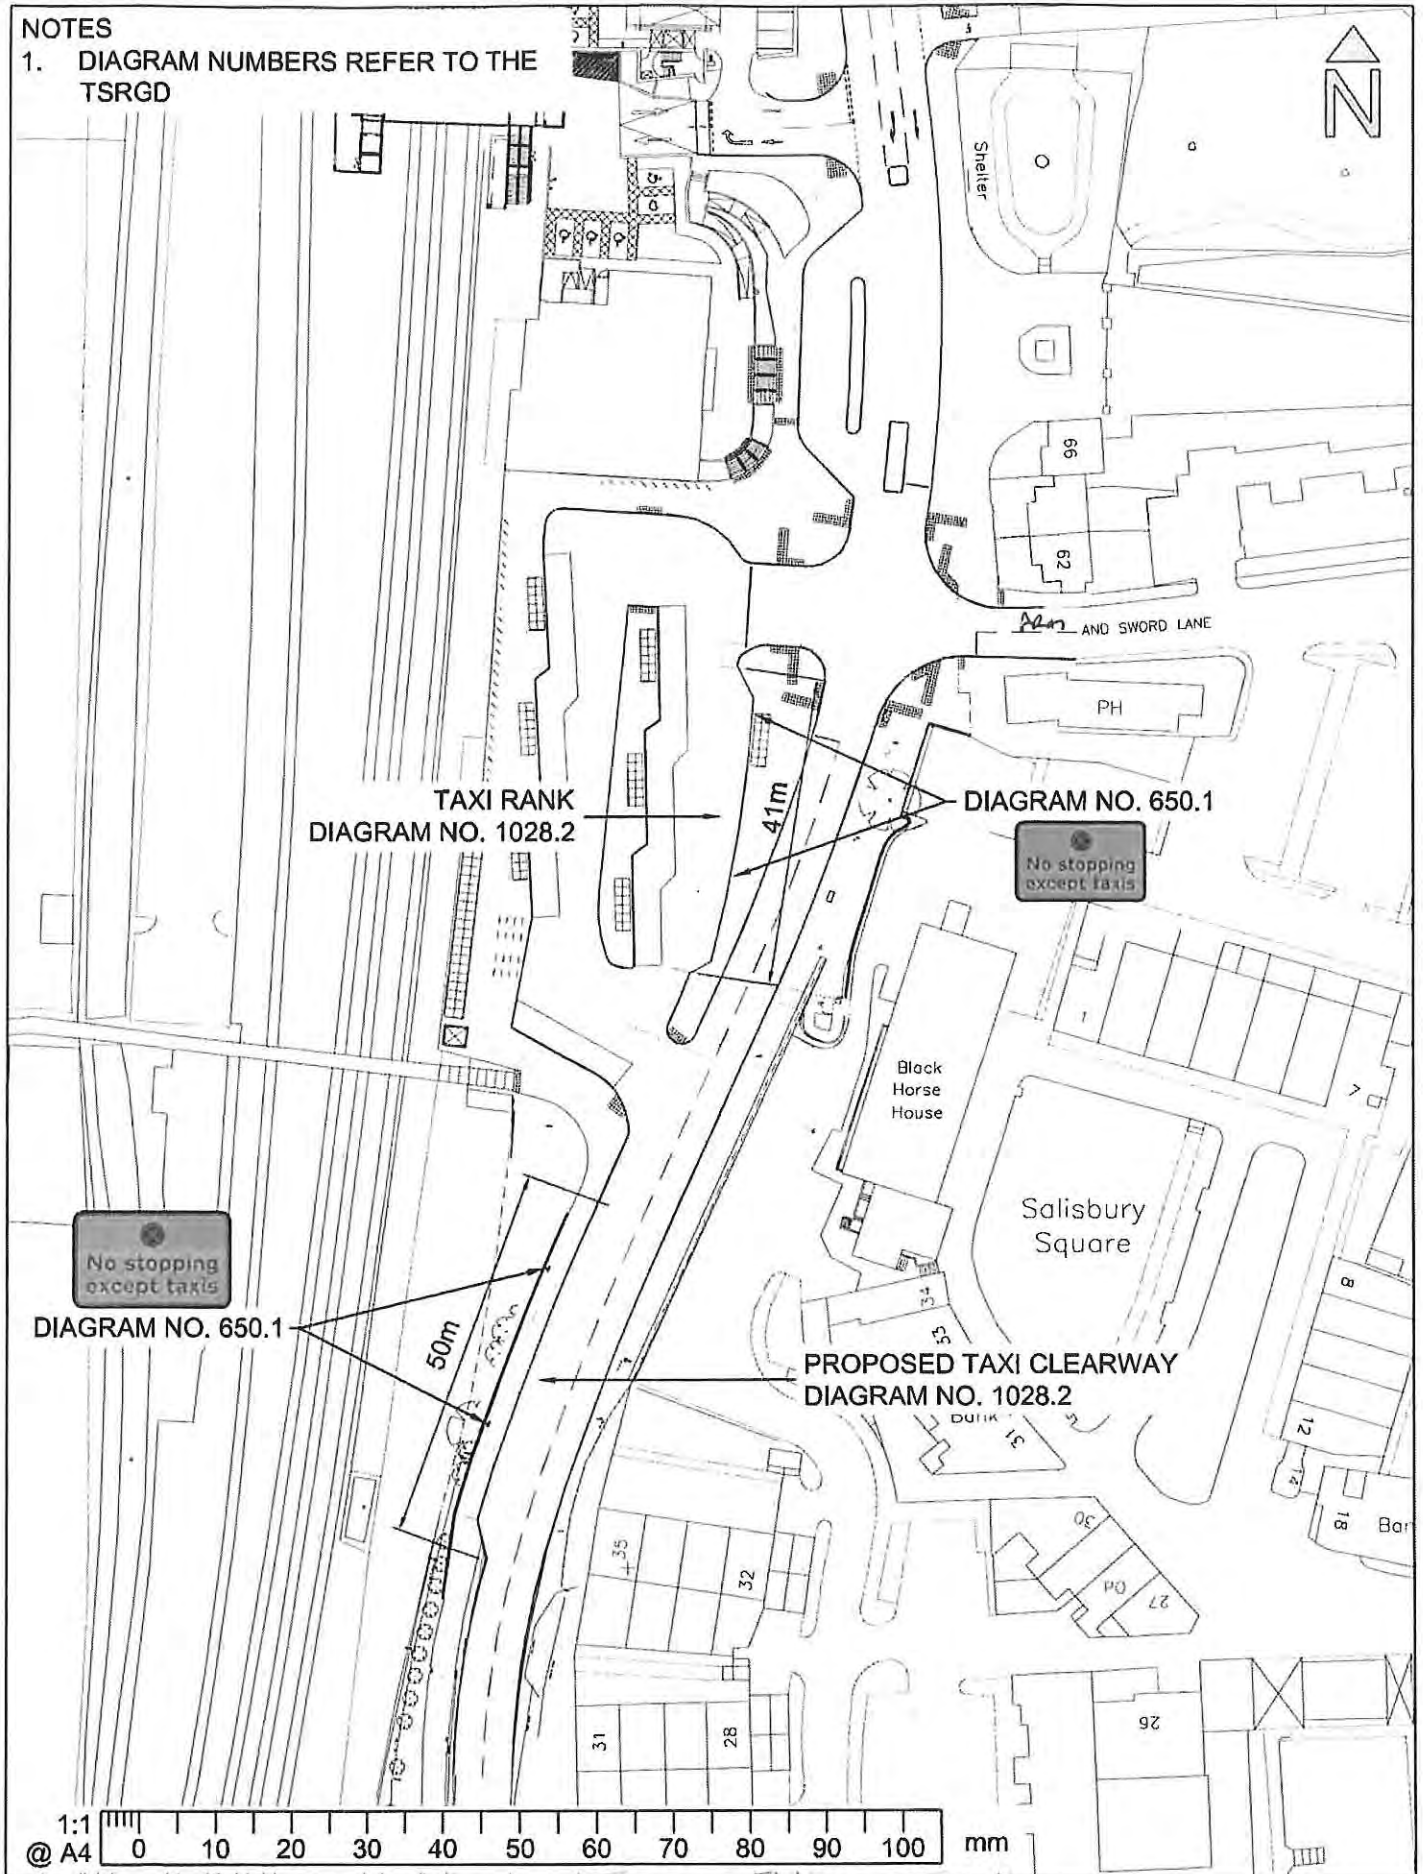 NOTES
1. DIAGRAM NUMBERS REFER TO THE
TSRGD
N
Shelter
66
62
AND SWORD LANE
PH
TAXI RANK
DIAGRAM NO. 1028.2
41m
DIAGRAM NO. 650.1
No stopping
except taxis
1
7
Black
Horse
House
Salisbury
Square
8
No stopping
except taxis
DIAGRAM NO. 650.1
50m
34
33
PROPOSED TAXI CLEARWAY
DIAGRAM NO. 1028.2
31
12
14
18
Bar
35
32
30
PO
27
31
28
26
1:1
@ A4
0 10 20 30 40 50 60 70 80 90 100 mm